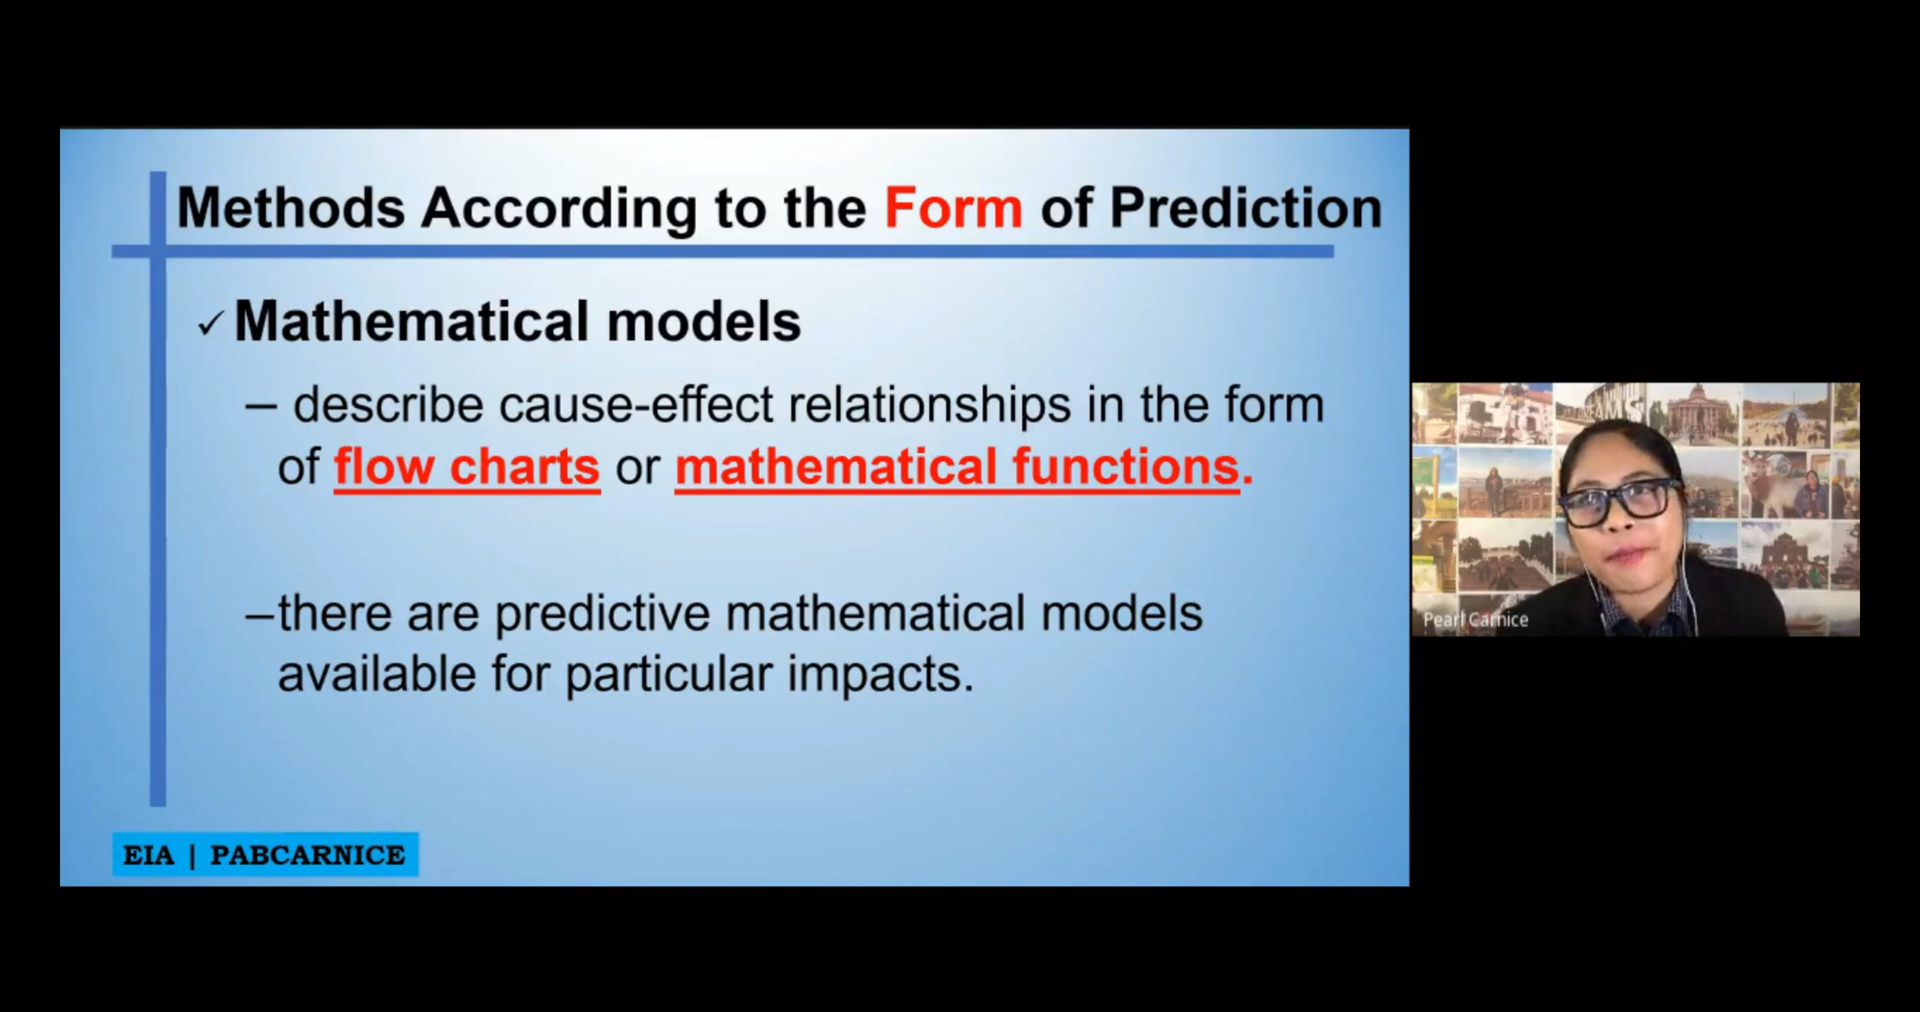 Methods According to the Form of Prediction
✓ Mathematical models
– describe cause-effect relationships in the form
of flow charts or mathematical functions.
–there are predictive mathematical models
available for particular impacts.
EIA | PABCARNICE
Pearl Carnice